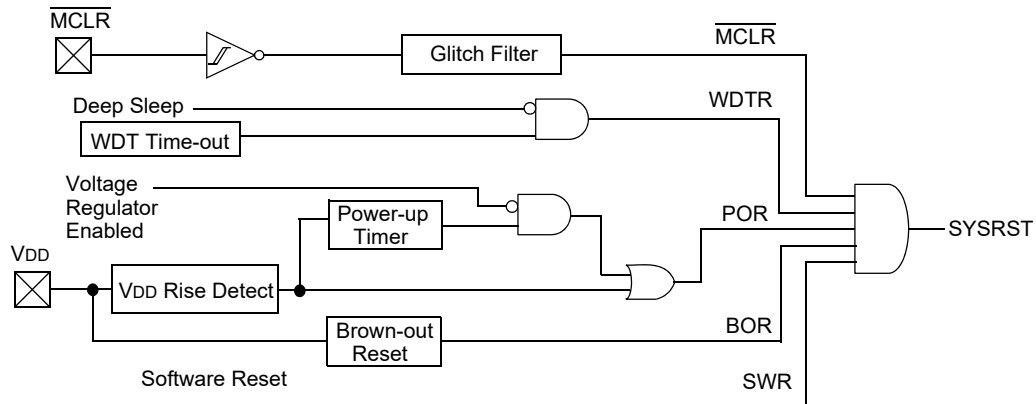 MCLR
Glitch Filter
MCLR
Deep Sleep
WDTR
WDT Time-out
Voltage
Regulator
Enabled
Power-up
Timer
POR
SYSRST
VDD
VDD Rise Detect
Brown-out
Reset
BOR
Software Reset
SWR